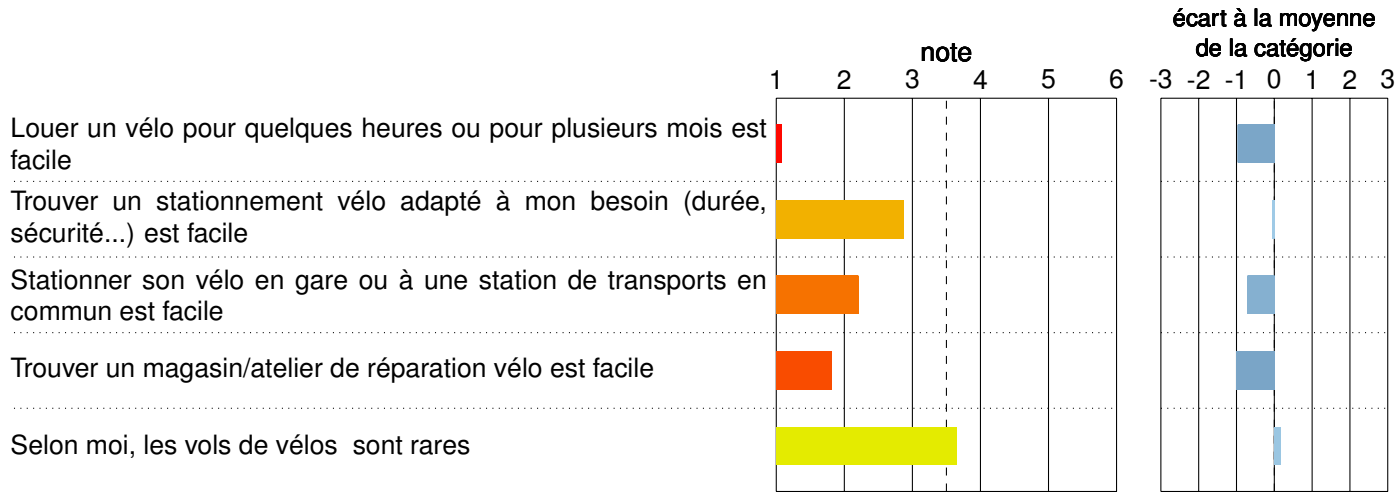 écart à la moyenne
note
de la catégorie
1 2 3 4 5 6
-3 -2 -1 0 1 2 3
Louer un vélo pour quelques heures ou pour plusieurs mois est
facile
Trouver un stationnement vélo adapté à mon besoin (durée,
sécurité...) est facile
Stationner son vélo en gare ou à une station de transports en
commun est facile
Trouver un magasin/atelier de réparation vélo est facile
Selon moi, les vols de vélos sont rares